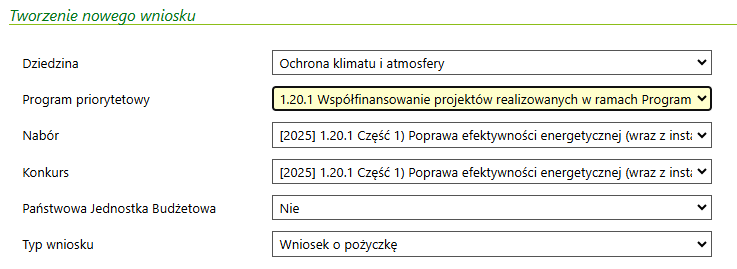 Tworzenie nowego wniosku
Dziedzina Ochrona klimatu i atmosfery
Program priorytetowy 1.20.1 Współfinansowanie projektów realizowanych w ramach Program
Nabór [2025] 1.20.1 Część 1) Poprawa efektywności energetycznej (wraz z inst
Konkurs [2025] 1.20.1 Część 1) Poprawa efektywności energetycznej (wraz z inst
Państwowa Jednostka Budżetowa Nie
Typ wniosku Wniosek o pożyczkę